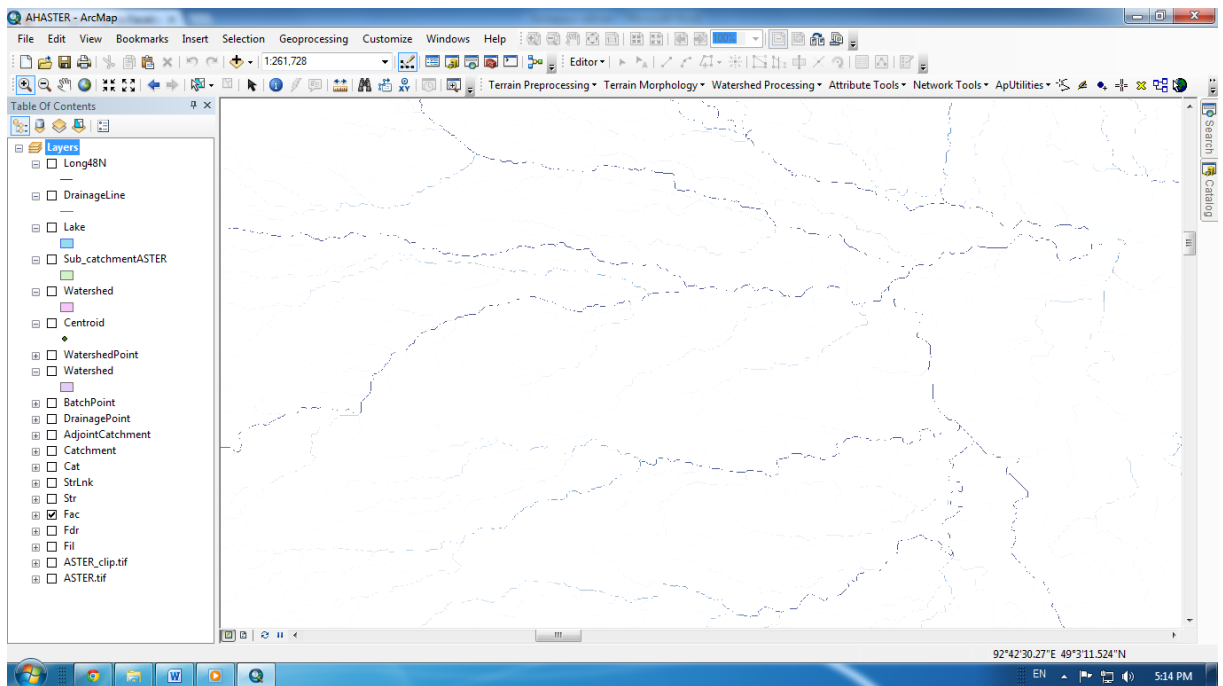 AHASTER - ArcMap
File Edit View Bookmarks Insert Selection Geoprocessing Customize Windows Help 100%
1:261,728 Editor
Terrain Preprocessing Terrain Morphology Watershed Processing Attribute Tools Network Tools ApUtilities
Table Of Contents
Layers
Long48N
DrainageLine
Lake
Sub_catchmentASTER
Watershed
Centroid
WatershedPoint
Watershed
BatchPoint
DrainagePoint
AdjointCatchment
Catchment
Cat
StrLnk
Str
Fac
Fdr
Fil
ASTER_clip.tif
ASTER.tif
Search
Catalog
92°42'30.27"E 49°3'11.524"N
EN 5:14 PM